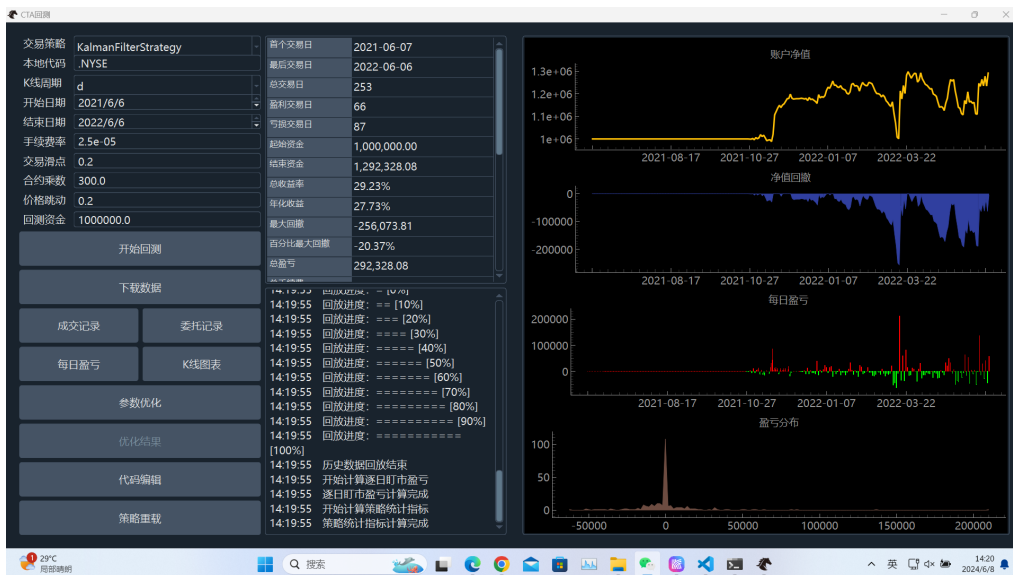 CTA回测
交易策略 KalmanFilterStrategy
本地代码 .NYSE
K线周期 d
开始日期 2021/6/6
结束日期 2022/6/6
手续费率 2.5e-05
交易滑点 0.2
合约乘数 300.0
价格跳动 0.2
回测资金 1000000.0
开始回测
下载数据
成交记录 委托记录
每日盈亏 K线图表
参数优化
优化结果
代码编辑
策略重载
首个交易日 2021-06-07
最后交易日 2022-06-06
总交易日 253
盈利交易日 66
亏损交易日 87
起始资金 1,000,000.00
结束资金 1,292,328.08
总收益率 29.23%
年化收益 27.73%
最大回撤 -256,073.81
百分比最大回撤 -20.37%
总盈亏 292,328.08
14:19:55 回放进度： = [0%]
14:19:55 回放进度： == [10%]
14:19:55 回放进度： === [20%]
14:19:55 回放进度： ==== [30%]
14:19:55 回放进度： ===== [40%]
14:19:55 回放进度： ====== [50%]
14:19:55 回放进度： ======= [60%]
14:19:55 回放进度： ======== [70%]
14:19:55 回放进度： ========= [80%]
14:19:55 回放进度： ========== [90%]
14:19:55 回放进度： ===========
[100%]
14:19:55 历史数据回放结束
14:19:55 开始计算逐日盯市盈亏
14:19:55 逐日盯市盈亏计算完成
14:19:55 开始计算策略统计指标
14:19:55 策略统计指标计算完成
账户净值
1.3e+06
1.2e+06
1.1e+06
1e+06
2021-08-17 2021-10-27 2022-01-07 2022-03-22
净值回撤
0
-100000
-200000
2021-08-17 2021-10-27 2022-01-07 2022-03-22
每日盈亏
200000
100000
0
2021-08-17 2021-10-27 2022-01-07 2022-03-22
盈亏分布
100
50
0
-50000 0 50000 100000 150000 200000
1
29°C
局部晴朗
搜索
英
14:20
2024/6/8